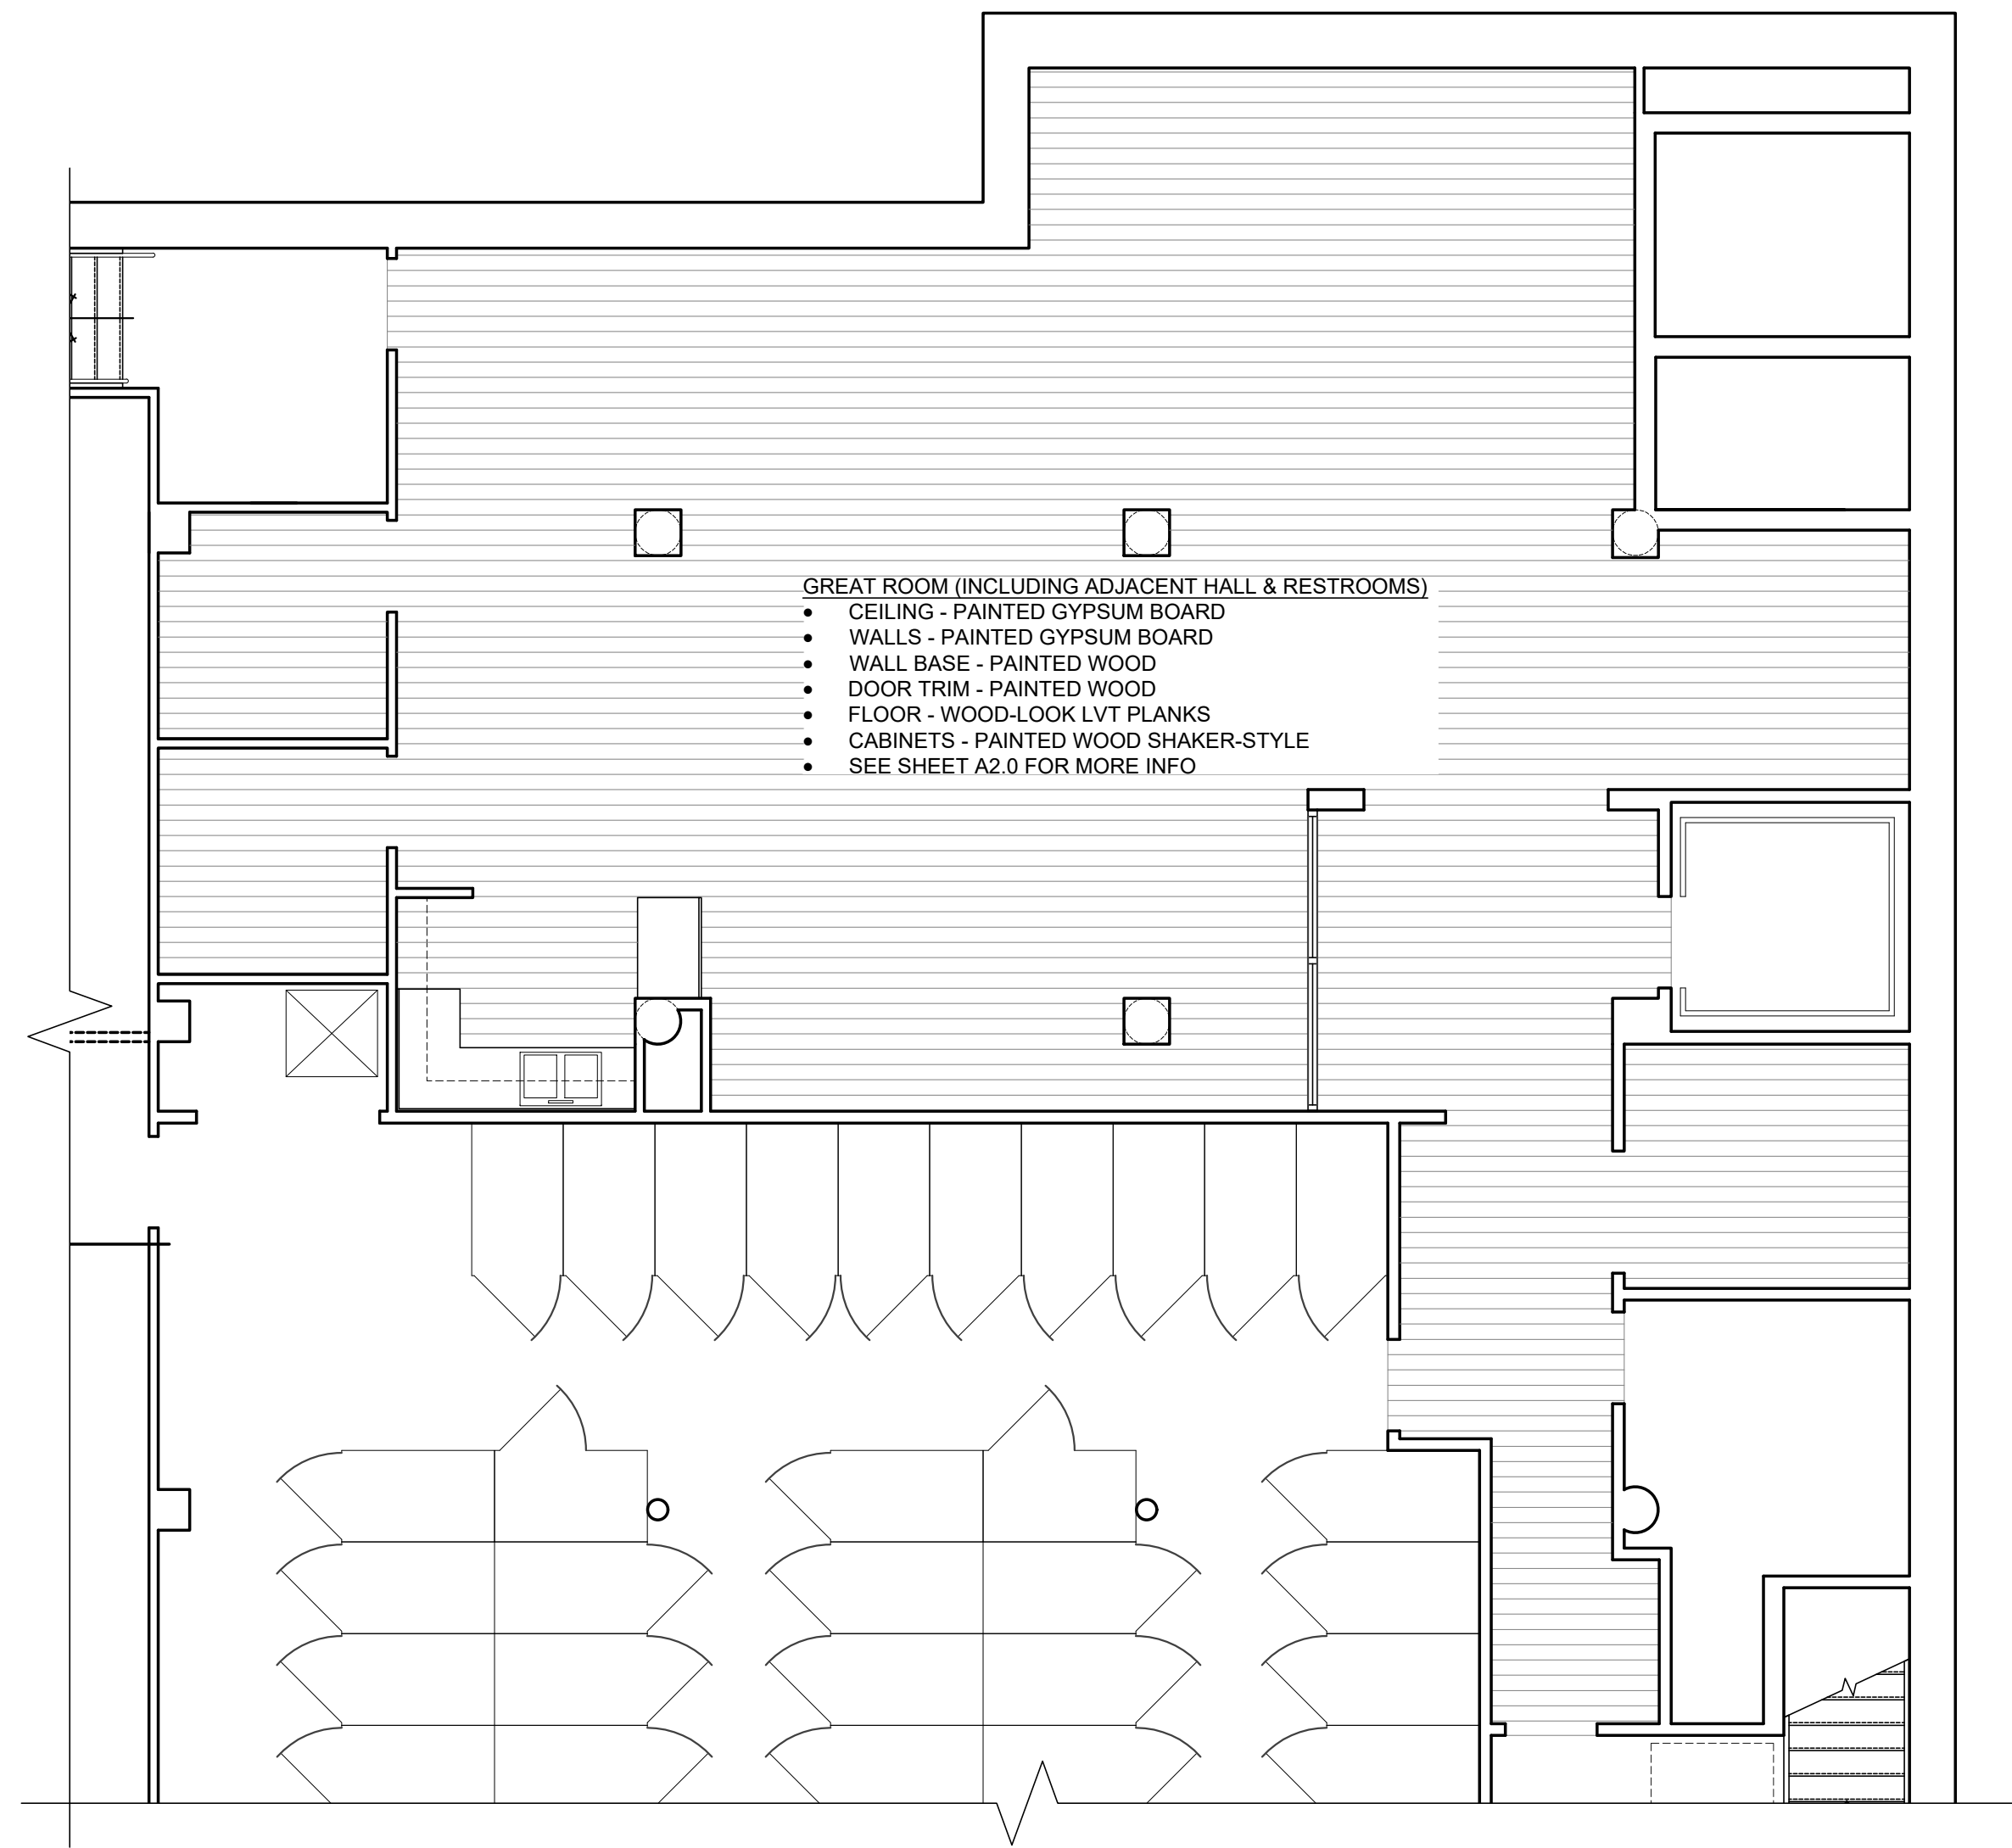 GREAT ROOM (INCLUDING ADJACENT HALL & RESTROOMS)
• CEILING - PAINTED GYPSUM BOARD
• WALLS - PAINTED GYPSUM BOARD
• WALL BASE - PAINTED WOOD
• DOOR TRIM - PAINTED WOOD
• FLOOR - WOOD-LOOK LVT PLANKS
• CABINETS - PAINTED WOOD SHAKER-STYLE
• SEE SHEET A2.0 FOR MORE INFO